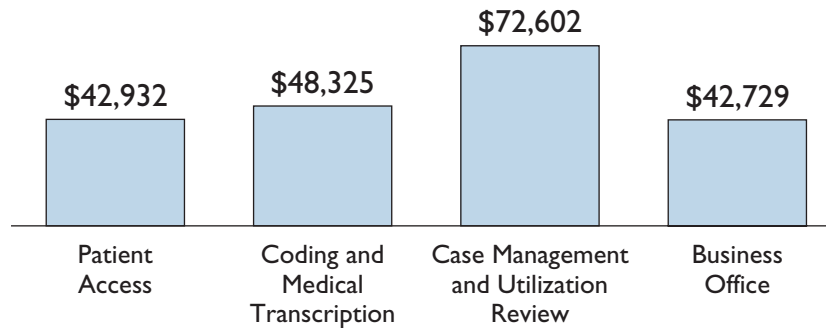 $72,602
$48,325
$42,932
$42,729
Patient
Access
Coding and
Medical
Transcription
Case Management
and Utilization
Review
Business
Office